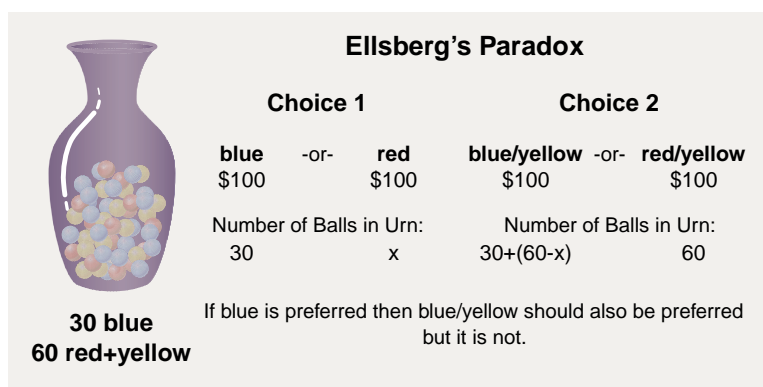 Ellsberg's Paradox
Choice 1
blue -or- red
$100 $100
Number of Balls in Urn:
30 x
Choice 2
blue/yellow -or- red/yellow
$100 $100
Number of Balls in Urn:
30+(60-x) 60
If blue is preferred then blue/yellow should also be preferred
but it is not.
30 blue
60 red+yellow